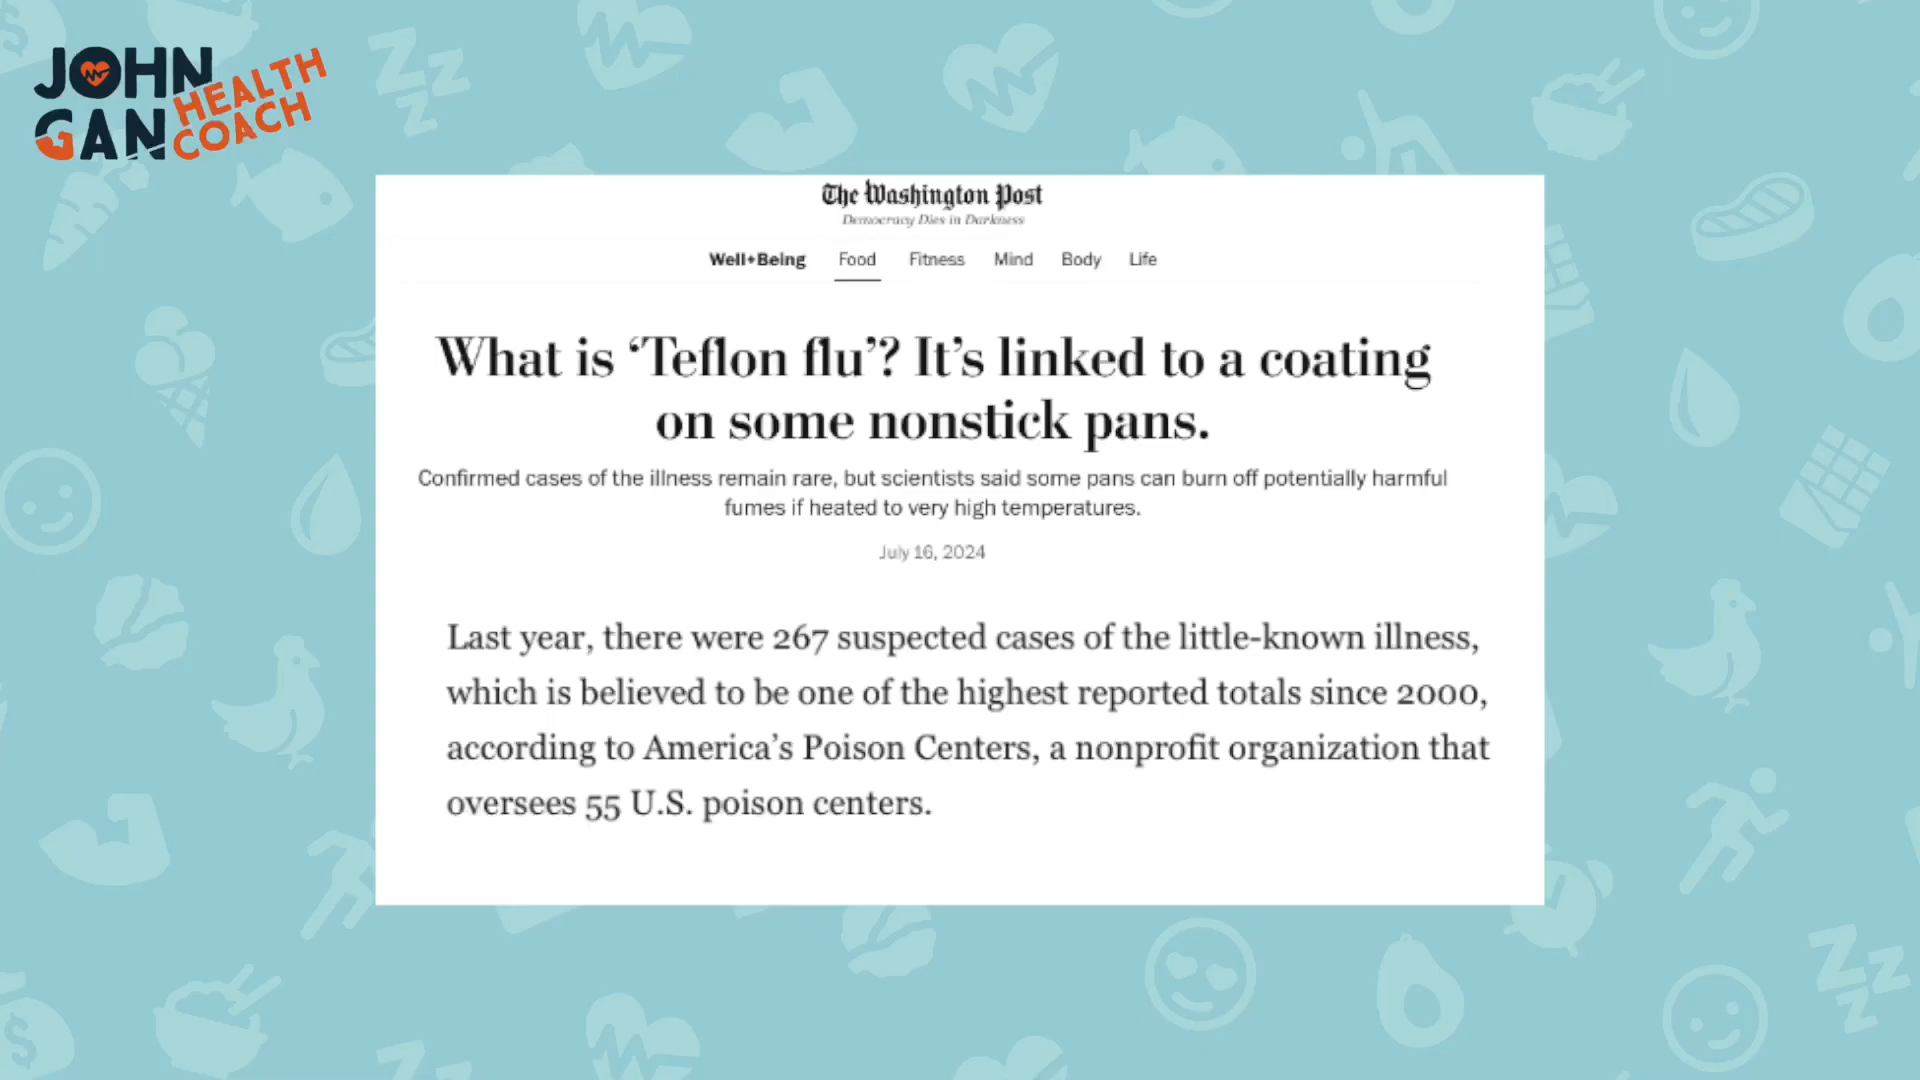 JOHN
GAN HEALTH
COACH
The Washington Post
Democracy Dies in Darkness
Well+Being Food Fitness Mind Body Life
What is ‘Teflon flu’? It’s linked to a coating
on some nonstick pans.
Confirmed cases of the illness remain rare, but scientists said some pans can burn off potentially harmful
fumes if heated to very high temperatures.
July 16, 2024
Last year, there were 267 suspected cases of the little-known illness,
which is believed to be one of the highest reported totals since 2000,
according to America’s Poison Centers, a nonprofit organization that
oversees 55 U.S. poison centers.